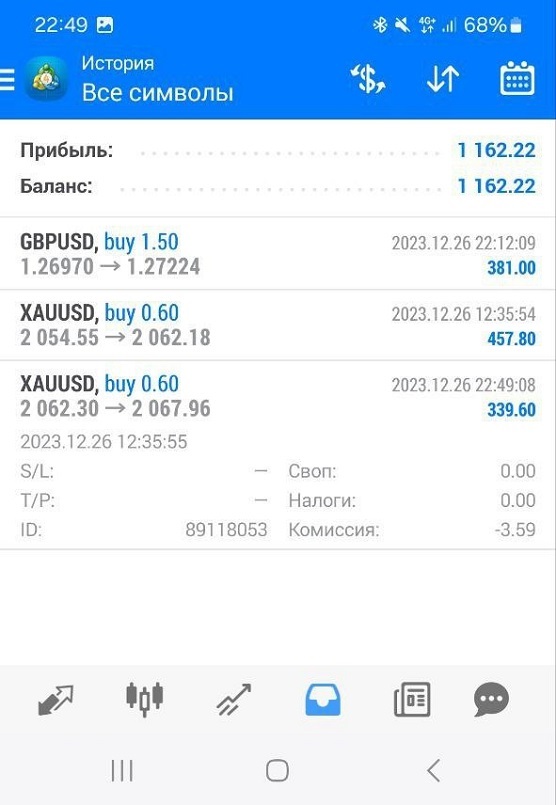 22:49 4G+ 68%
История
Все символы
Прибыль: 1 162.22
Баланс: 1 162.22
GBPUSD, buy 1.50 2023.12.26 22:12:09
1.26970 → 1.27224 381.00
XAUUSD, buy 0.60 2023.12.26 12:35:54
2 054.55 → 2 062.18 457.80
XAUUSD, buy 0.60 2023.12.26 22:49:08
2 062.30 → 2 067.96 339.60
2023.12.26 12:35:55
S/L: – Своп: 0.00
T/P: – Налоги: 0.00
ID: 89118053 Комиссия: -3.59